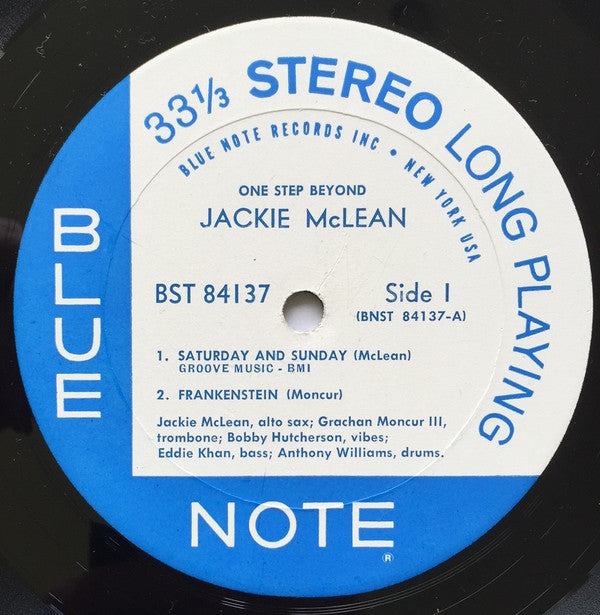 33⅓ STEREO LONG PLAYING
BLUE NOTE RECORDS INC • NEW YORK USA
ONE STEP BEYOND
JACKIE McLEAN
BST 84137
Side 1
(BNST 84137-A)
1. SATURDAY AND SUNDAY (McLean)
GROOVE MUSIC - BMI
2. FRANKENSTEIN (Moncur)
Jackie McLean, alto sax; Grachan Moncur III,
trombone; Bobby Hutcherson, vibes;
Eddie Khan, bass; Anthony Williams, drums.
BLUE
NOTE
®